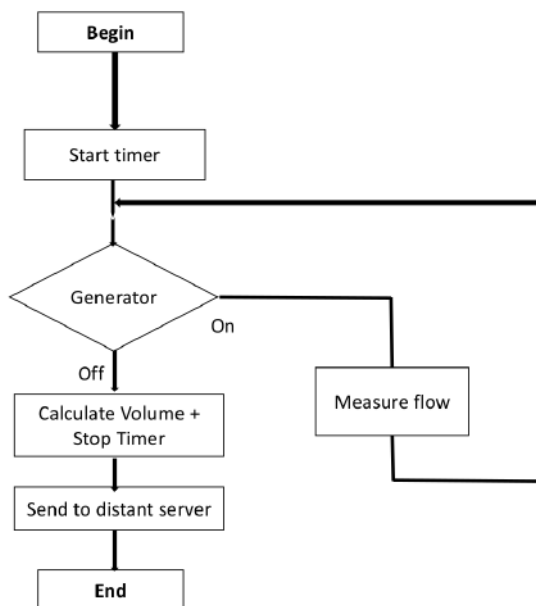 Begin
Start timer
Generator
On
Off
Calculate Volume +
Stop Timer
Measure flow
Send to distant server
End